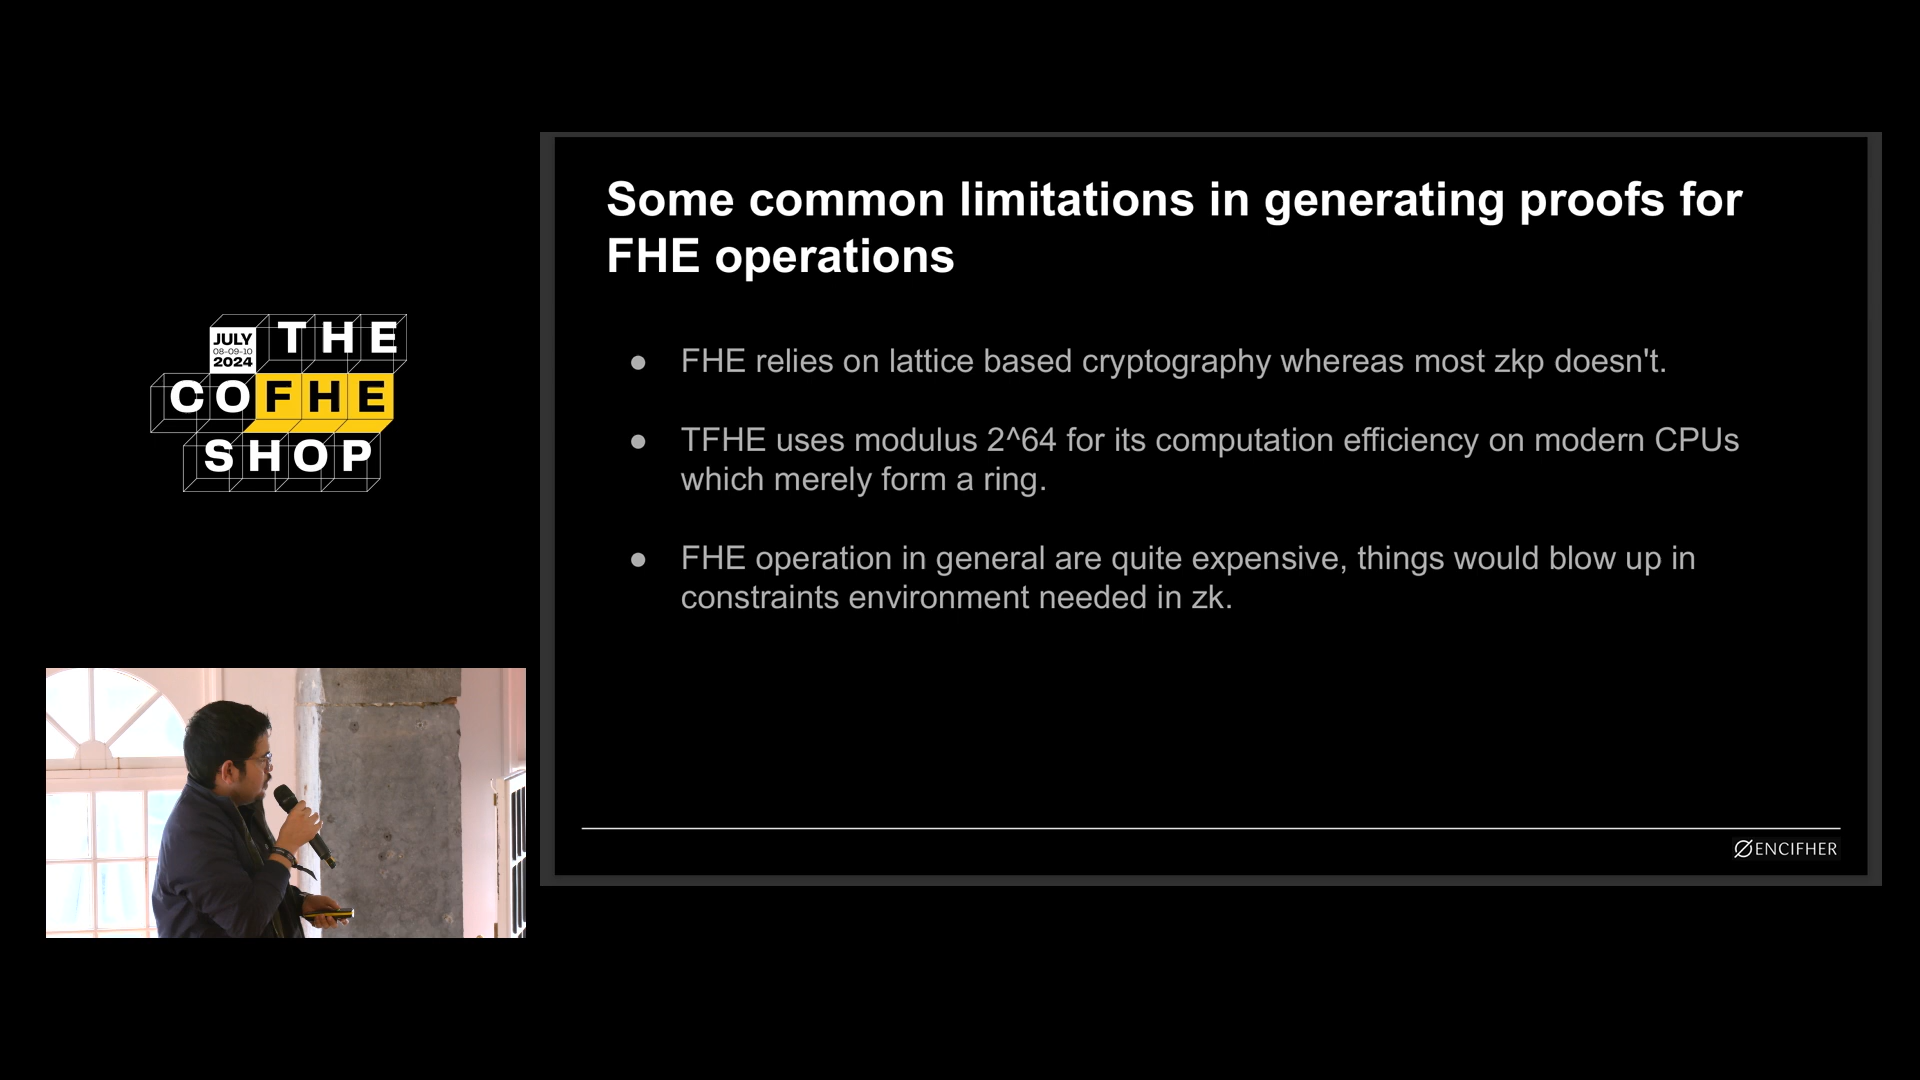 JULY
08-09-10
2024
THE
COFHE
SHOP
Some common limitations in generating proofs for
FHE operations
● FHE relies on lattice based cryptography whereas most zkp doesn't.
● TFHE uses modulus 2^64 for its computation efficiency on modern CPUs
which merely form a ring.
● FHE operation in general are quite expensive, things would blow up in
constraints environment needed in zk.
ENCIFHER